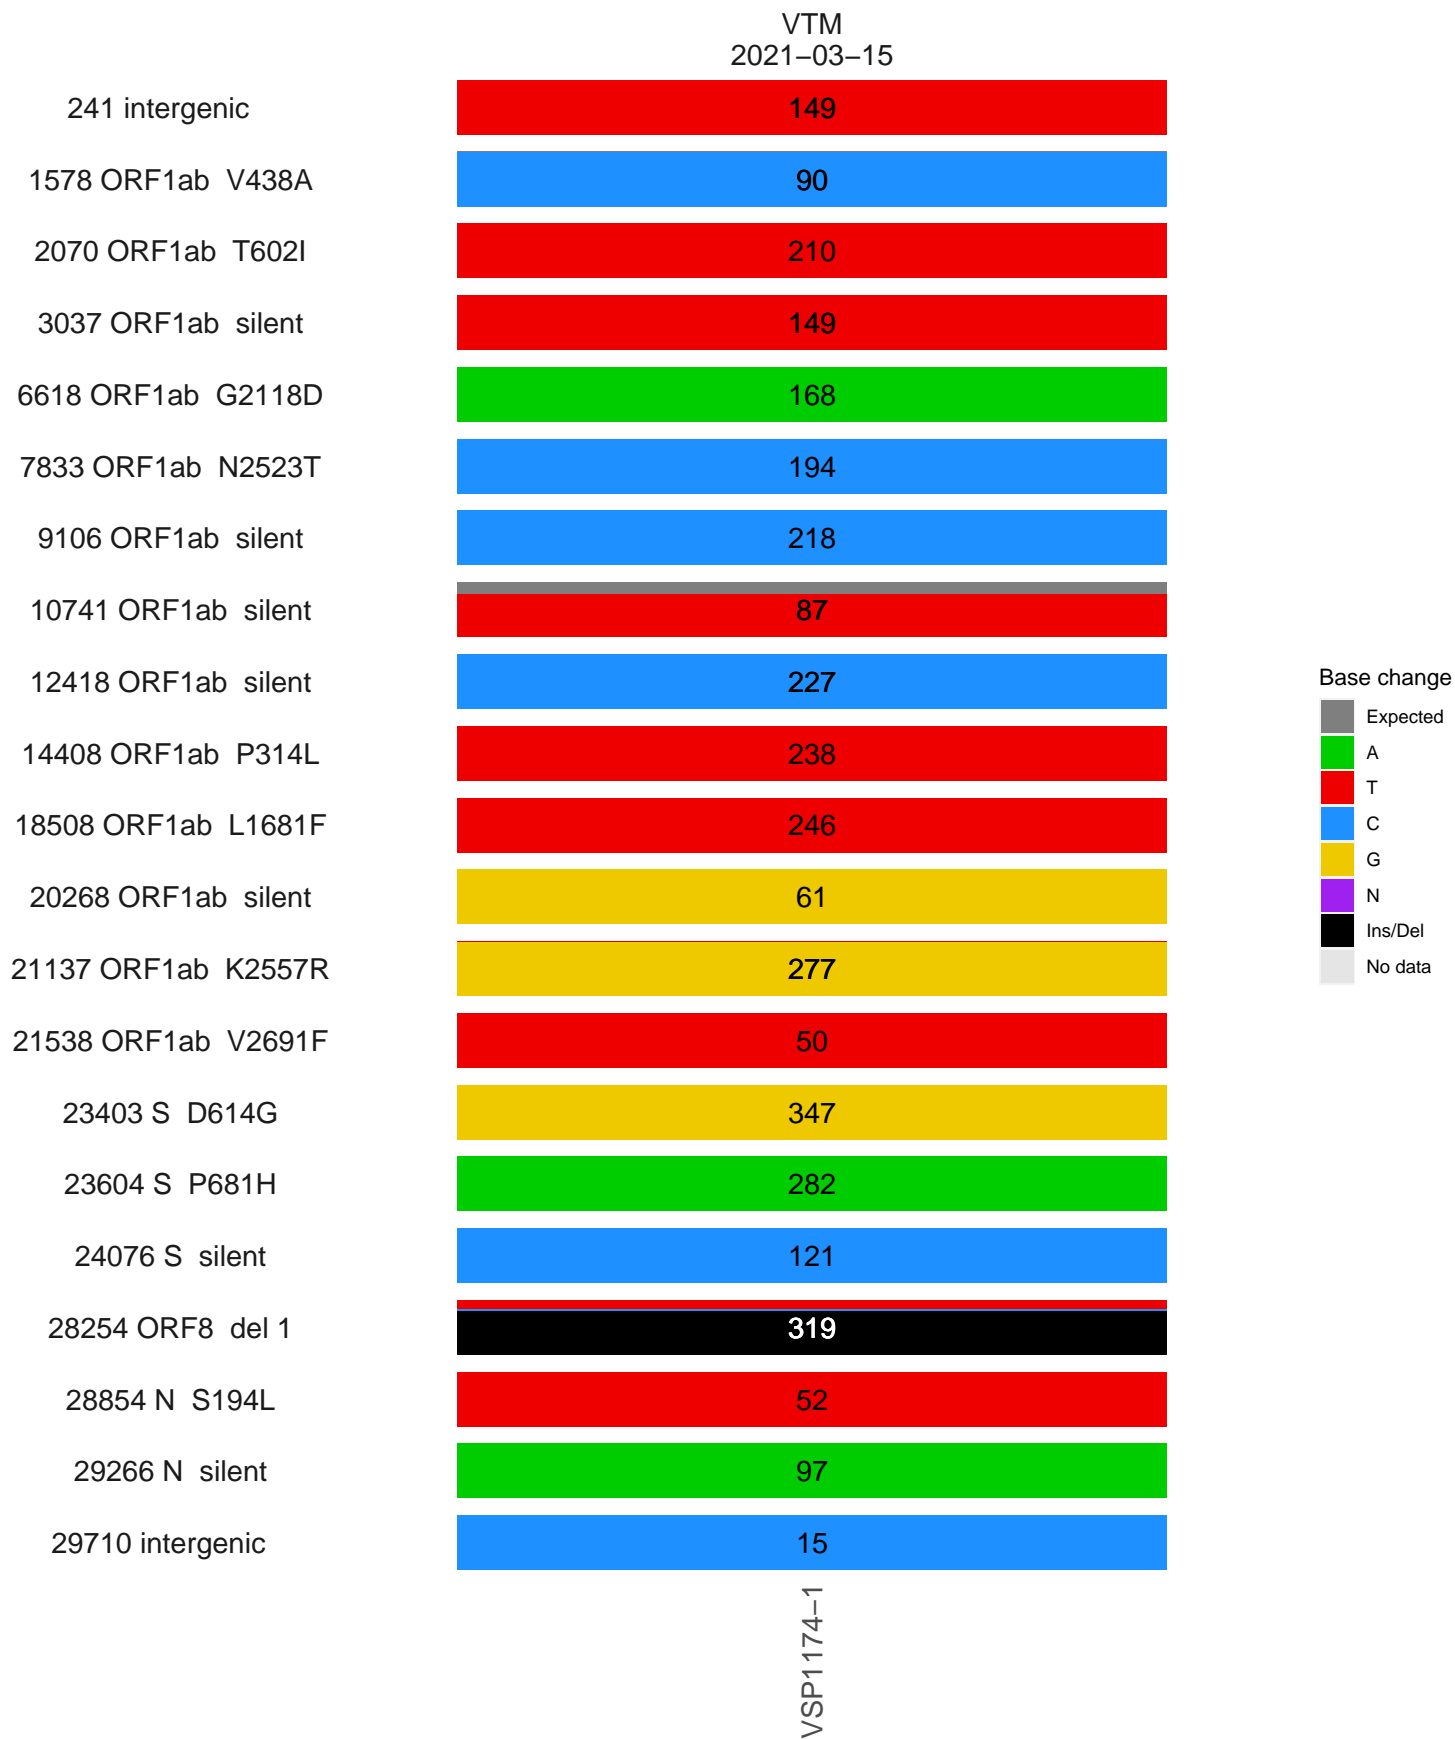 VTM
2021−03−15
241 intergenic 149
1578 ORF1ab V438A 90
2070 ORF1ab T602I 210
3037 ORF1ab silent 149
6618 ORF1ab G2118D 168
7833 ORF1ab N2523T 194
9106 ORF1ab silent 218
10741 ORF1ab silent 87
12418 ORF1ab silent 227
14408 ORF1ab P314L 238
18508 ORF1ab L1681F 246
20268 ORF1ab silent 61
21137 ORF1ab K2557R 277
21538 ORF1ab V2691F 50
23403 S D614G 347
23604 S P681H 282
24076 S silent 121
28254 ORF8 del 1 319
28854 N S194L 52
29266 N silent 97
29710 intergenic 15
VSP1174−1
Base change
Expected
A
T
C
G
N
Ins/Del
No data